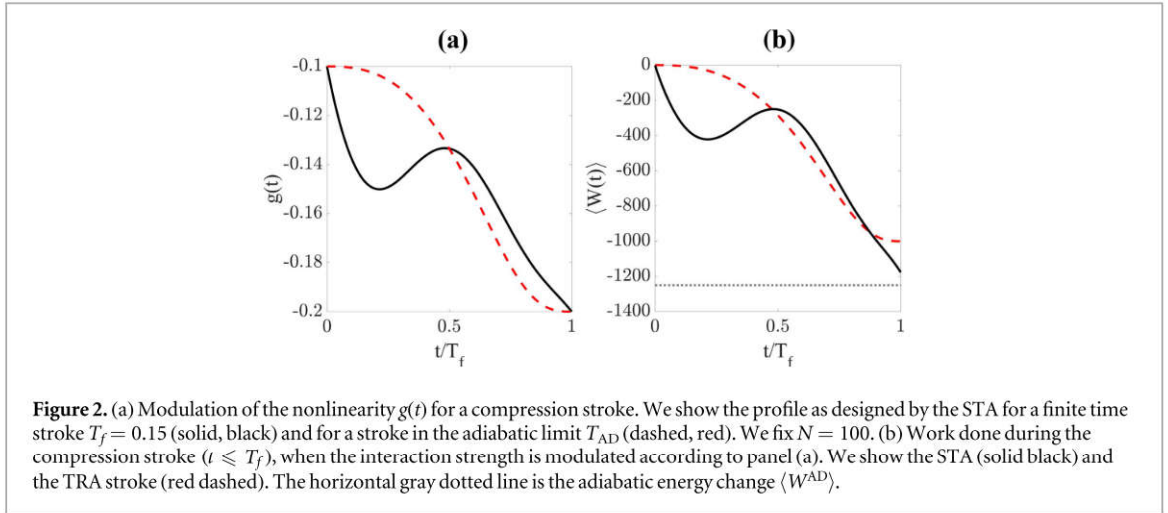 (a)
(b)
-0.1
-0.12
-0.14
-0.16
-0.18
-0.2
g(t)
0
0.5
1
t/T_f
0
-200
-400
-600
-800
-1000
-1200
-1400
⟨W(t)⟩
0
0.5
1
t/T_f
Figure 2. (a) Modulation of the nonlinearity g(t) for a compression stroke. We show the profile as designed by the STA for a finite time
stroke T_f = 0.15 (solid, black) and for a stroke in the adiabatic limit T_AD (dashed, red). We fix N = 100. (b) Work done during the
compression stroke (t ⩽ T_f), when the interaction strength is modulated according to panel (a). We show the STA (solid black) and
the TRA stroke (red dashed). The horizontal gray dotted line is the adiabatic energy change ⟨W^AD⟩.